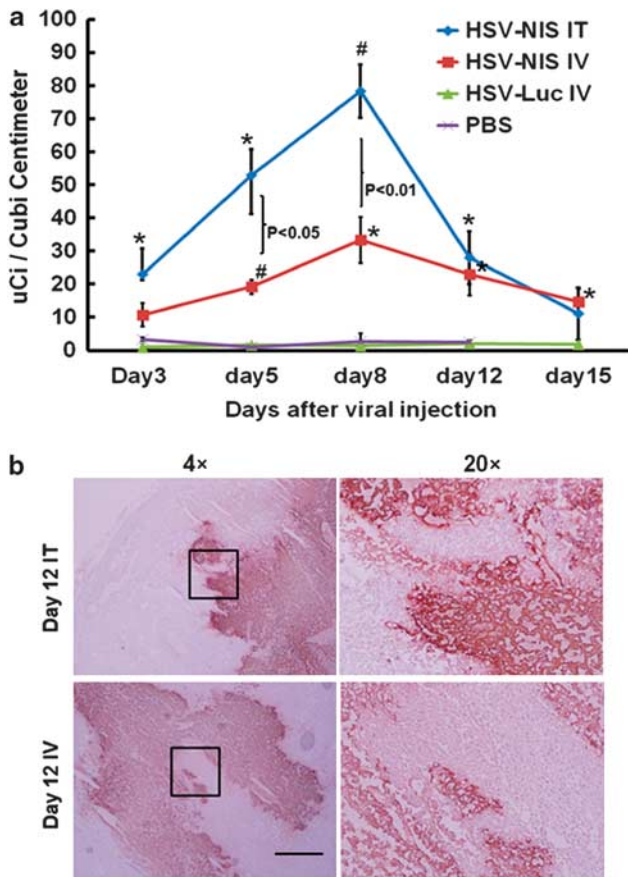 a
100
90
80
70
60
50
40
30
20
10
0
uCi / Cubi Centimeter
HSV-NIS IT
HSV-NIS IV
HSV-Luc IV
PBS
*
*
#
*
P<0.05
P<0.01
#
*
*
*
Day3 day5 day8 day12 day15
Days after viral injection
b
4× 20×
Day 12 IT
Day 12 IV